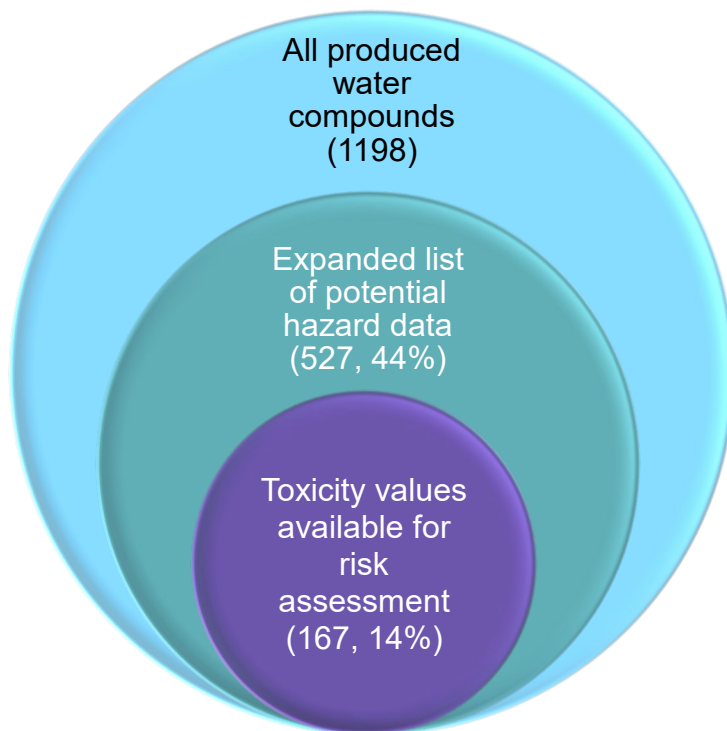 All produced
water
compounds
(1198)
Expanded list
of potential
hazard data
(527, 44%)
Toxicity values
available for
risk
assessment
(167, 14%)